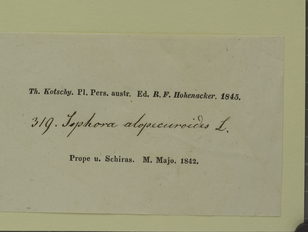 Th. Kotschy. Pl. Pers. austr. Ed. R. F. Hohenacker. 1845.
319. Sophora alopecuroides L.
Prope u. Schiras. M. Majo. 1842.